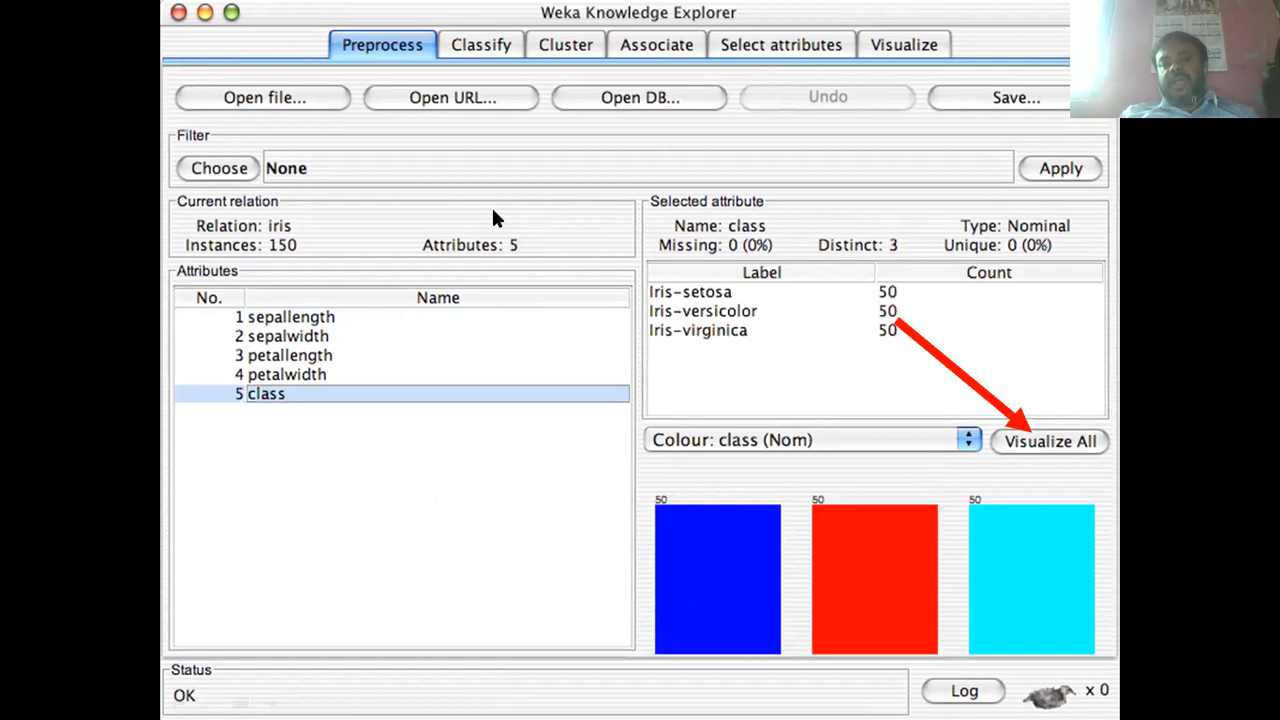 Weka Knowledge Explorer
Preprocess Classify Cluster Associate Select attributes Visualize
Open file... Open URL... Open DB... Undo Save...
Filter
Choose None Apply
Current relation
Relation: iris
Instances: 150 Attributes: 5
Selected attribute
Name: class Type: Nominal
Missing: 0 (0%) Distinct: 3 Unique: 0 (0%)
Attributes
No. Name
1 sepallength
2 sepalwidth
3 petallength
4 petalwidth
5 class
Label Count
Iris-setosa 50
Iris-versicolor 50
Iris-virginica 50
Colour: class (Nom) Visualize All
50 50 50
Status
OK
Log x 0